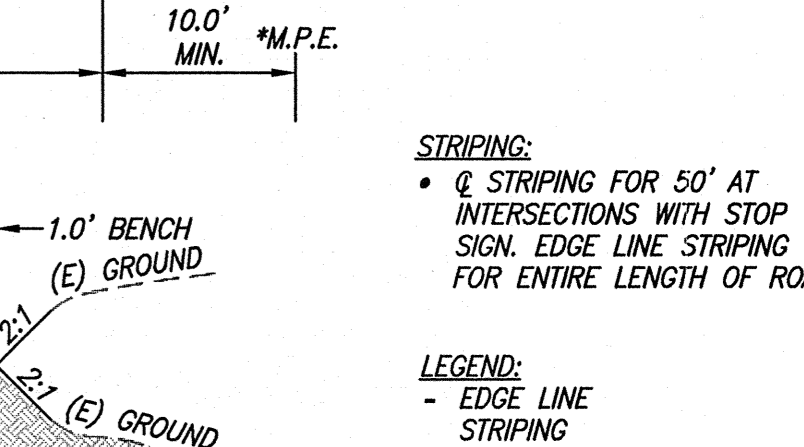 10.0'
MIN.
*M.P.E.
1.0' BENCH
(E) GROUND
2:1
2:1
(E) GROUND
STRIPING:
• ℄ STRIPING FOR 50' AT
INTERSECTIONS WITH STOP
SIGN. EDGE LINE STRIPING
FOR ENTIRE LENGTH OF
LEGEND:
- EDGE LINE
STRIPING